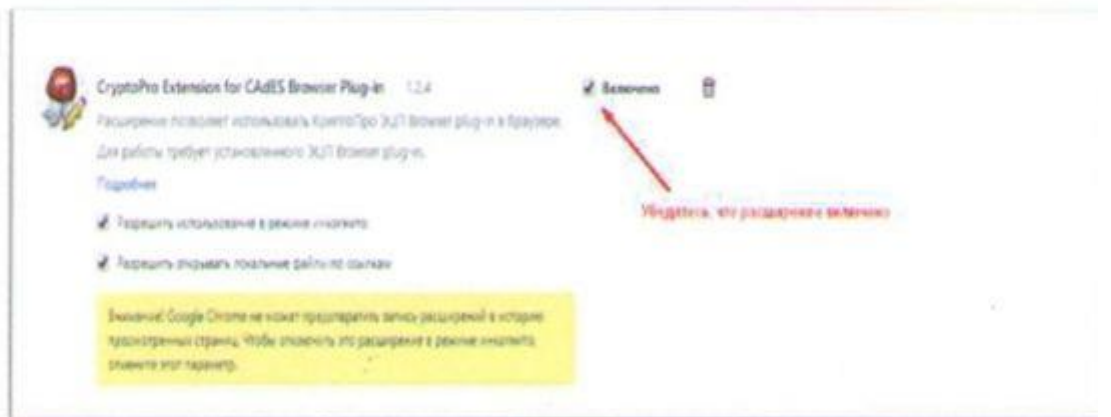 CryptoPro Extension for CAdES Browser Plug-in 1.2.4
Включено
Расширение позволяет использовать КриптоПро ЭЦП Browser plug-in в браузере.
Для работы требует установленного ЭЦП Browser plug-in.
Подробнее
Убедитесь, что расширение включено
Разрешить использование в режиме инкогнито
Разрешить открывать локальные файлы по ссылкам
Внимание! Google Chrome не может предотвратить запись расширений в историю
просмотренных страниц. Чтобы отключить это расширение в режиме инкогнито,
отмените этот параметр.